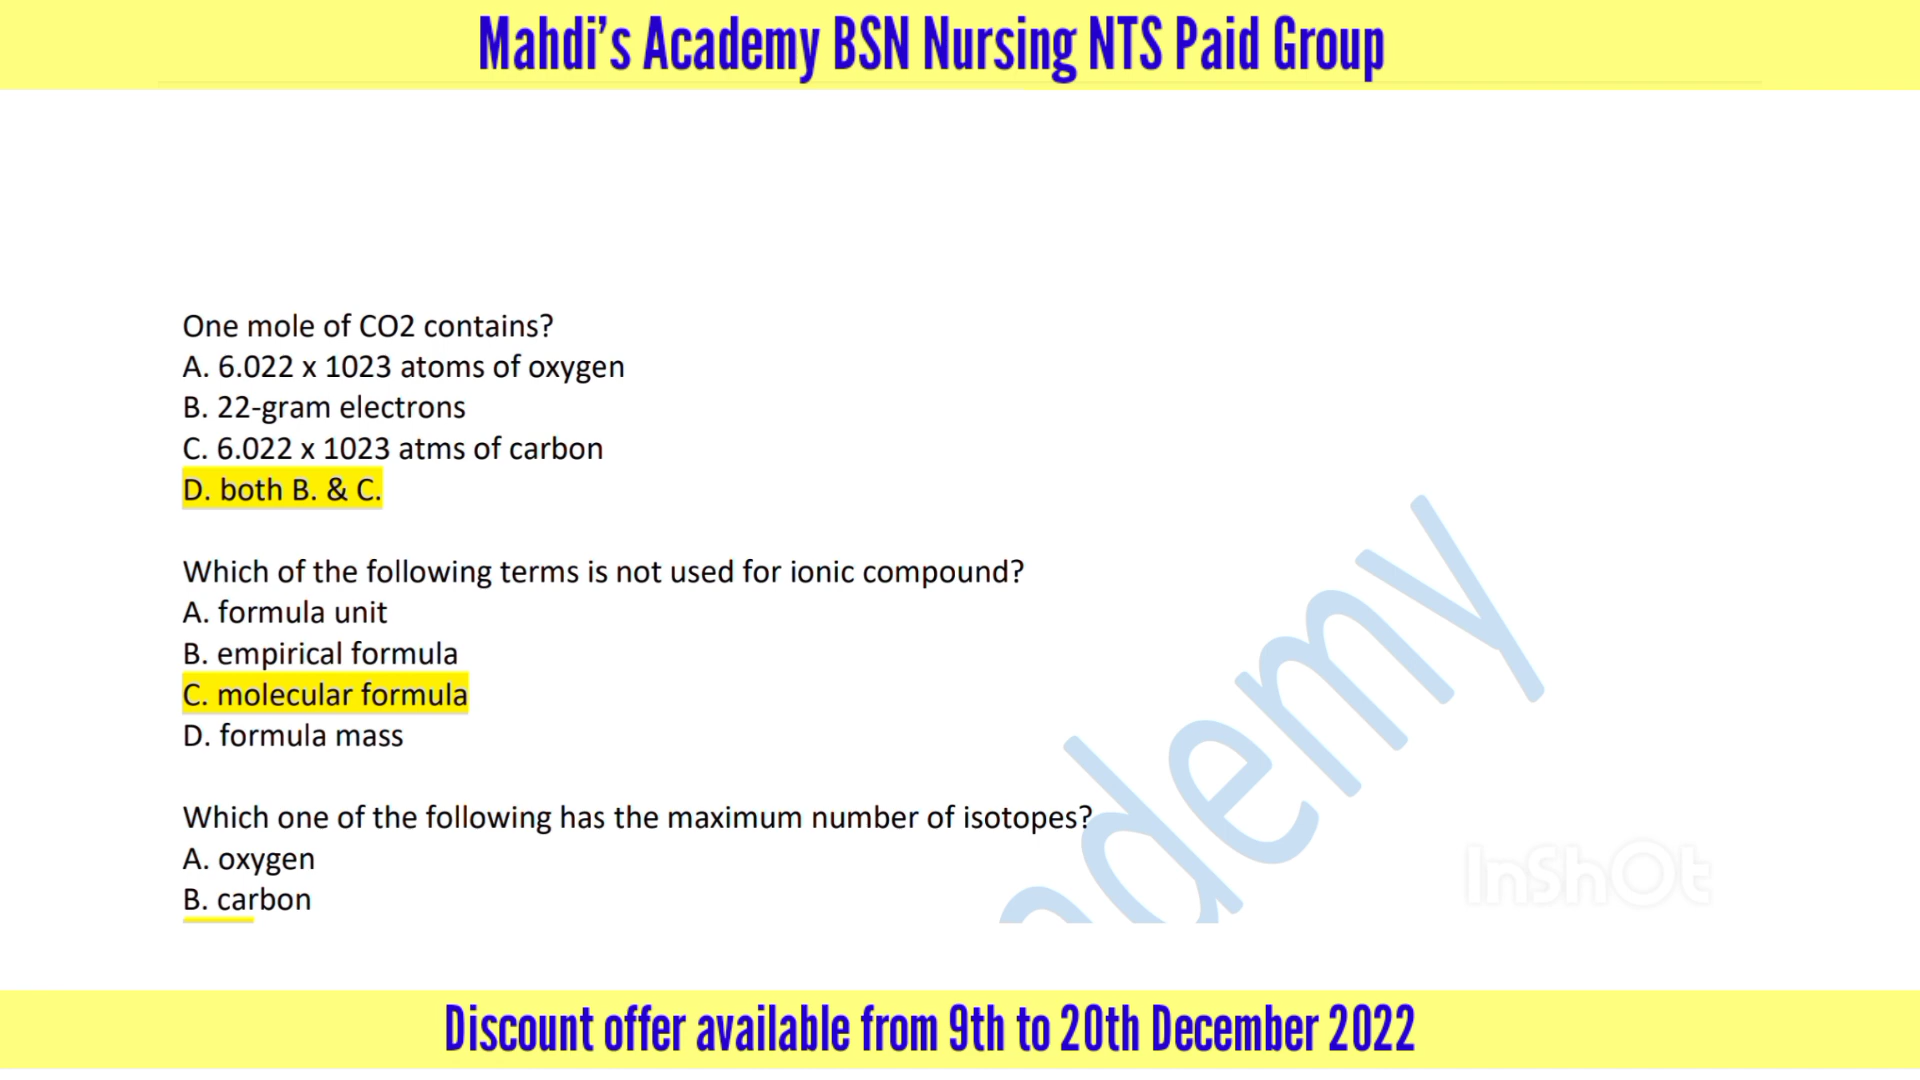 Mahdi's Academy BSN Nursing NTS Paid Group
One mole of CO2 contains?
A. 6.022 x 1023 atoms of oxygen
B. 22-gram electrons
C. 6.022 x 1023 atms of carbon
D. both B. & C.
Which of the following terms is not used for ionic compound?
A. formula unit
B. empirical formula
C. molecular formula
D. formula mass
Which one of the following has the maximum number of isotopes?
A. oxygen
B. carbon
ademy
InShOt
Discount offer available from 9th to 20th December 2022